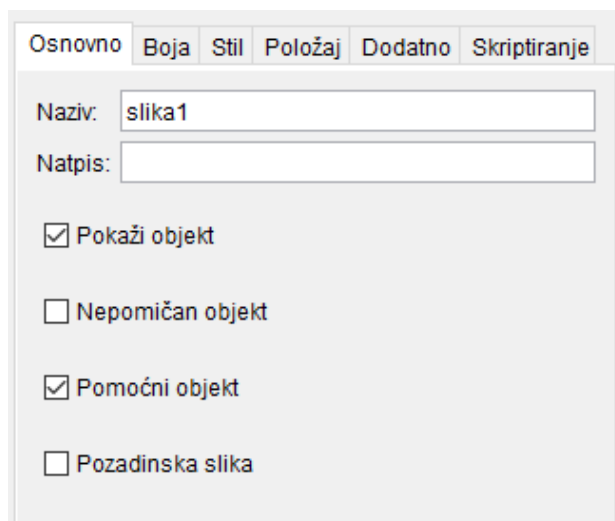 Osnovno Boja Stil Položaj Dodatno Skriptiranje
Naziv: slika1
Natpis:
Pokaži objekt
Nepomičan objekt
Pomoćni objekt
Pozadinska slika